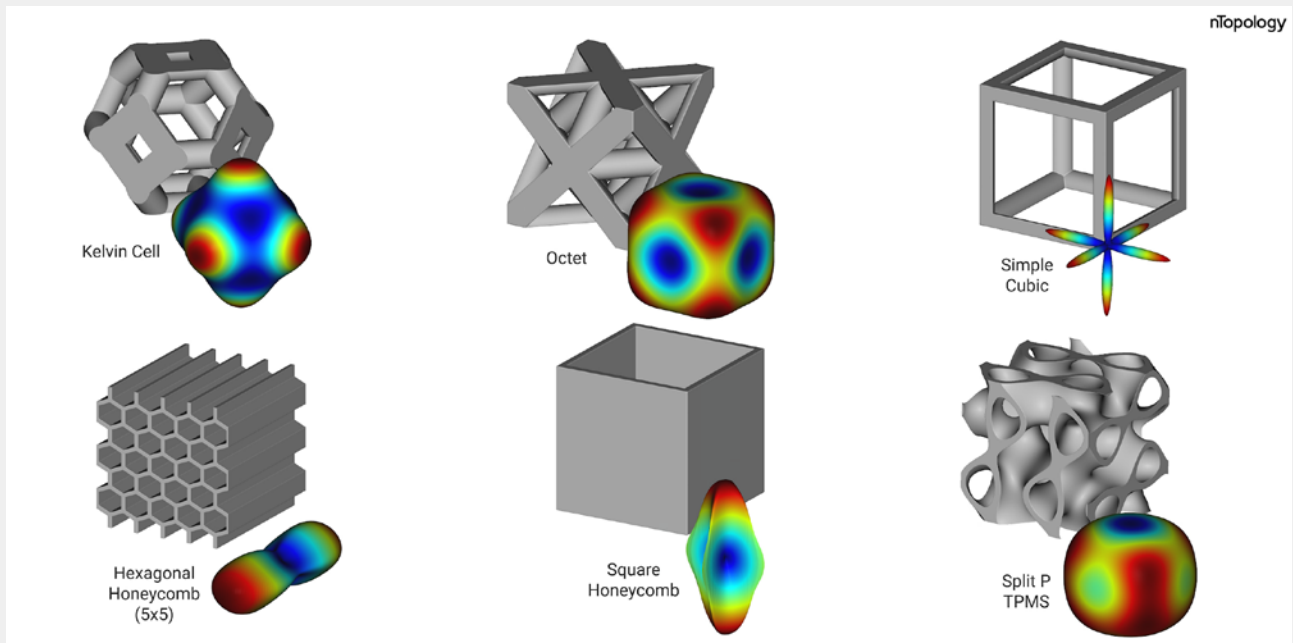 nTopology
Kelvin Cell
Octet
Simple
Cubic
Hexagonal
Honeycomb
(5x5)
Square
Honeycomb
Split P
TPMS